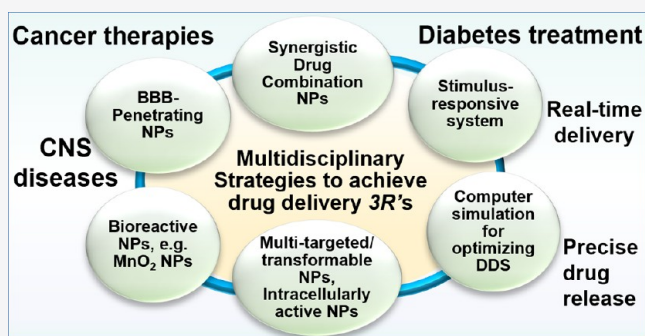 Cancer therapies
Synergistic
Drug
Combination
NPs
Diabetes treatment
BBB-
Penetrating
NPs
Stimulus-
responsive
system
Real-time
delivery
CNS
diseases
Multidisciplinary
Strategies to achieve
drug delivery 3R's
Bioreactive
NPs, e.g.
MnO₂ NPs
Multi-targeted/
transformable
NPs,
Intracellularly
active NPs
Computer
simulation
for
optimizing
DDS
Precise
drug
release